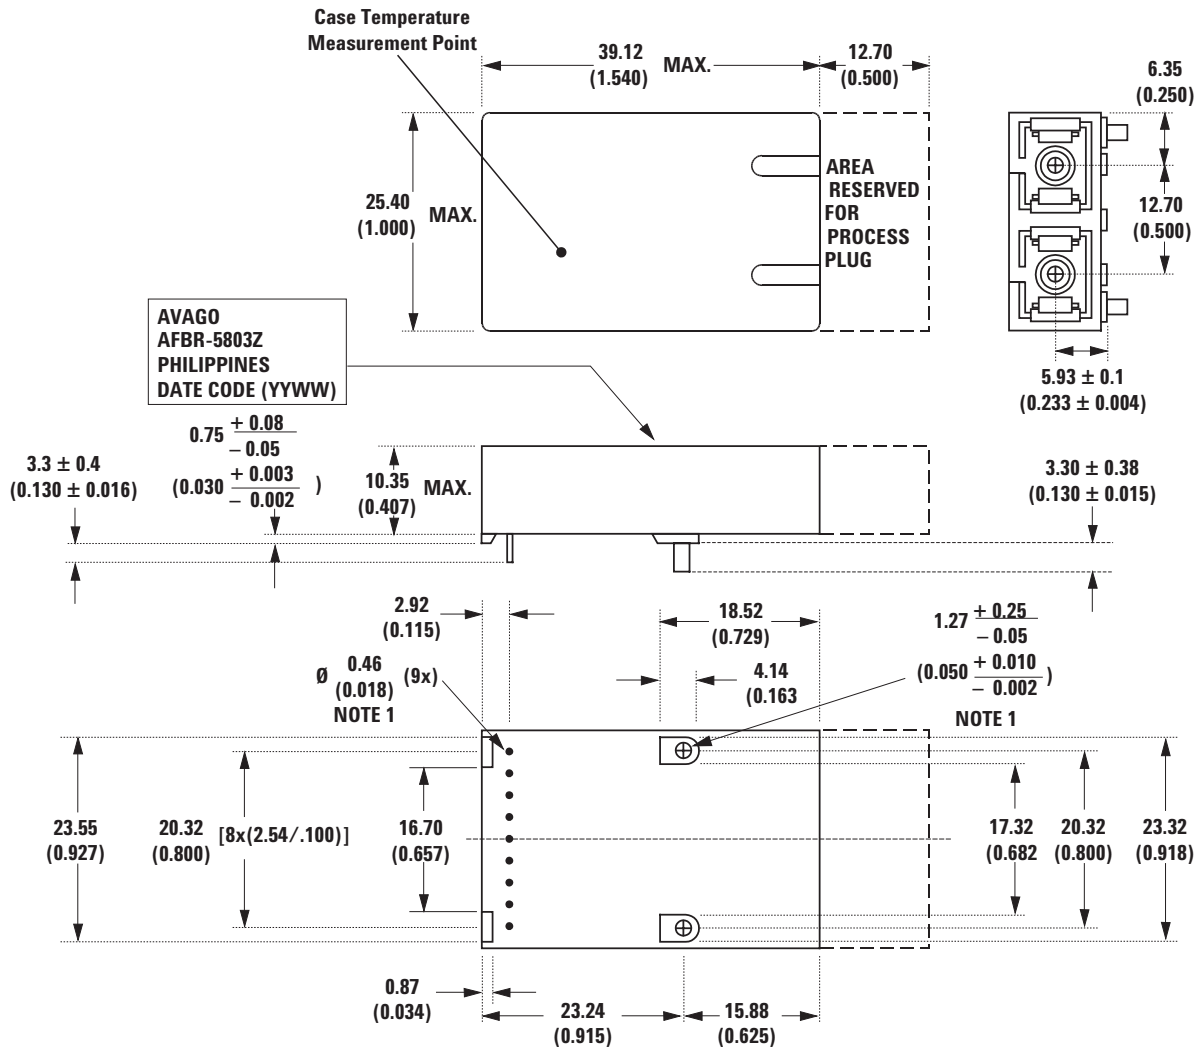 Case Temperature
Measurement Point
39.12
(1.540)
MAX.
12.70
(0.500)
6.35
(0.250)
25.40
(1.000)
MAX.
AREA
RESERVED
FOR
PROCESS
PLUG
12.70
(0.500)
5.93 ± 0.1
(0.233 ± 0.004)
AVAGO
AFBR-5803Z
PHILIPPINES
DATE CODE (YYWW)
0.75 + 0.08
– 0.05
(0.030 + 0.003
– 0.002 )
3.3 ± 0.4
(0.130 ± 0.016)
10.35
(0.407)
MAX.
3.30 ± 0.38
(0.130 ± 0.015)
2.92
(0.115)
18.52
(0.729)
1.27 + 0.25
– 0.05
(0.050 + 0.010
– 0.002 )
NOTE 1
Ø 0.46
(0.018) (9x)
NOTE 1
4.14
(0.163
23.55
(0.927)
20.32
(0.800)
[8x(2.54/.100)]
16.70
(0.657)
17.32
(0.682
20.32
(0.800)
23.32
(0.918)
0.87
(0.034)
23.24
(0.915)
15.88
(0.625)